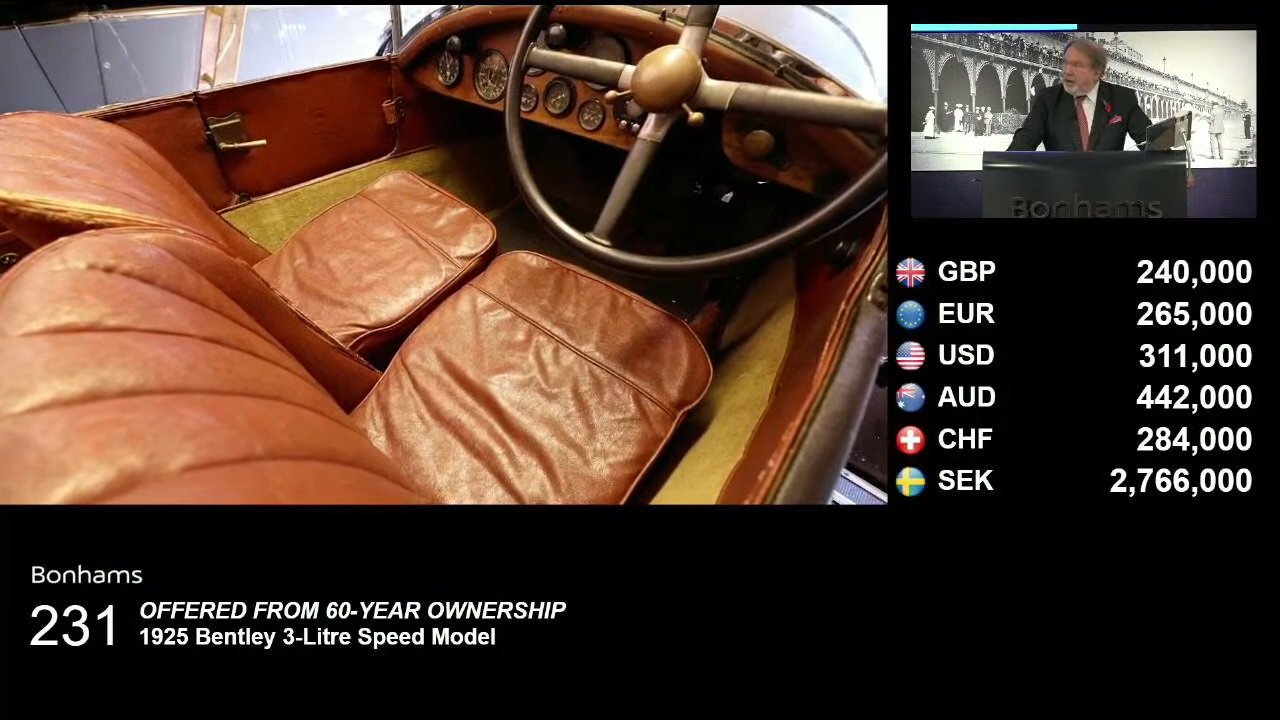 Bonhams
GBP 240,000
EUR 265,000
USD 311,000
AUD 442,000
CHF 284,000
SEK 2,766,000
Bonhams
231
OFFERED FROM 60-YEAR OWNERSHIP
1925 Bentley 3-Litre Speed Model